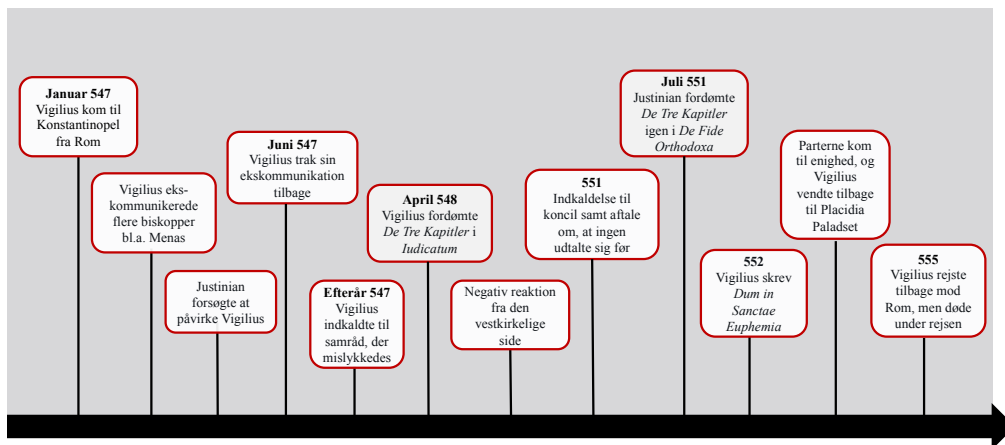 Januar 547
Vigilius kom til
Konstantinopel
fra Rom
Vigilius eks-
kommunikerede
flere biskopper
bl.a. Menas
Justinian
forsøgte at
påvirke Vigilius
Juni 547
Vigilius trak sin
ekskommunikation
tilbage
Efterår 547
Vigilius
indkaldte til
samråd, der
mislykkedes
April 548
Vigilius fordømte
De Tre Kapitler i
Iudicatum
Negativ reaktion
fra den
vestkirkelige
side
551
Indkaldelse til
koncil samt aftale
om, at ingen
udtalte sig før
Juli 551
Justinian fordømte
De Tre Kapitler
igen i De Fide
Orthodoxa
552
Vigilius skrev
Dum in
Sanctae
Euphemia
Parterne kom
til enighed, og
Vigilius
vendte tilbage
til Placidia
Paladset
555
Vigilius rejste
tilbage mod
Rom, men døde
under rejsen